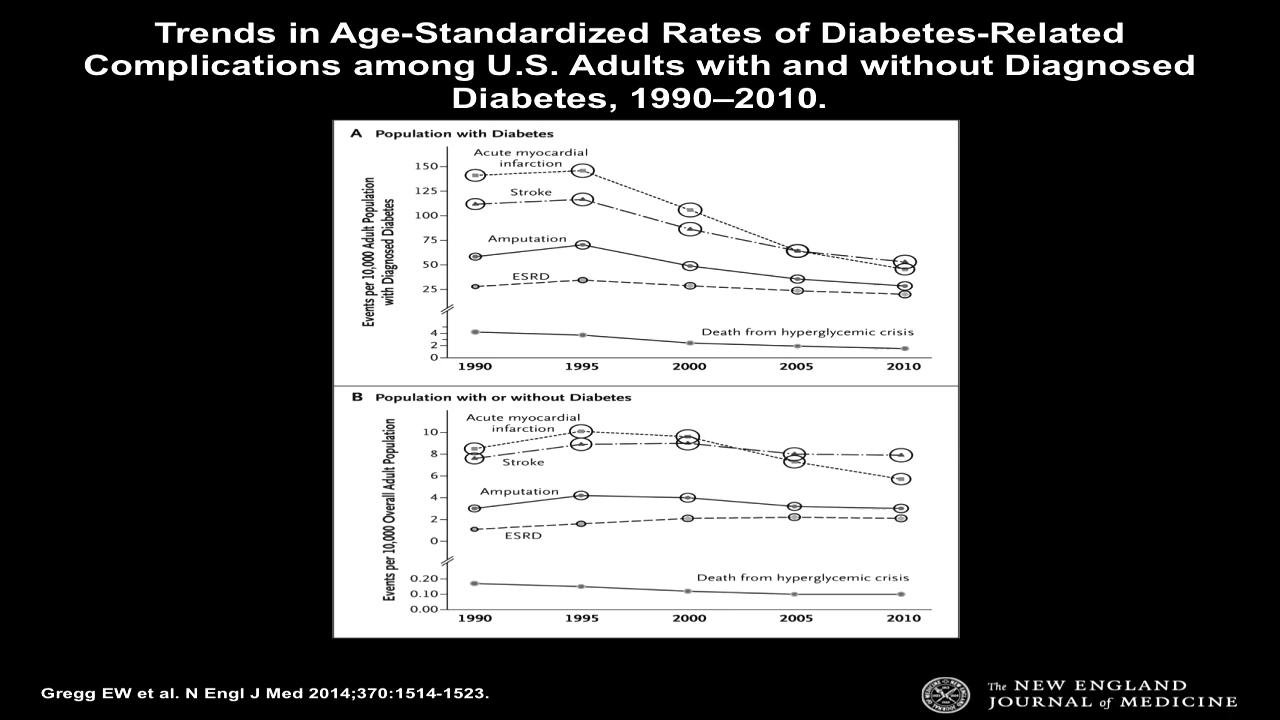 Trends in Age-Standardized Rates of Diabetes-Related
Complications among U.S. Adults with and without Diagnosed
Diabetes, 1990–2010.
A Population with Diabetes
Events per 10,000 Adult Population
with Diagnosed Diabetes
150
125
100
75
50
25
4
2
0
Acute myocardial
infarction
Stroke
Amputation
ESRD
Death from hyperglycemic crisis
1990 1995 2000 2005 2010
B Population with or without Diabetes
Events per 10,000 Overall Adult Population
10
8
6
4
2
0
0.20
0.10
0.00
Acute myocardial
infarction
Stroke
Amputation
ESRD
Death from hyperglycemic crisis
1990 1995 2000 2005 2010
Gregg EW et al. N Engl J Med 2014;370:1514-1523.
The NEW ENGLAND
JOURNAL of MEDICINE